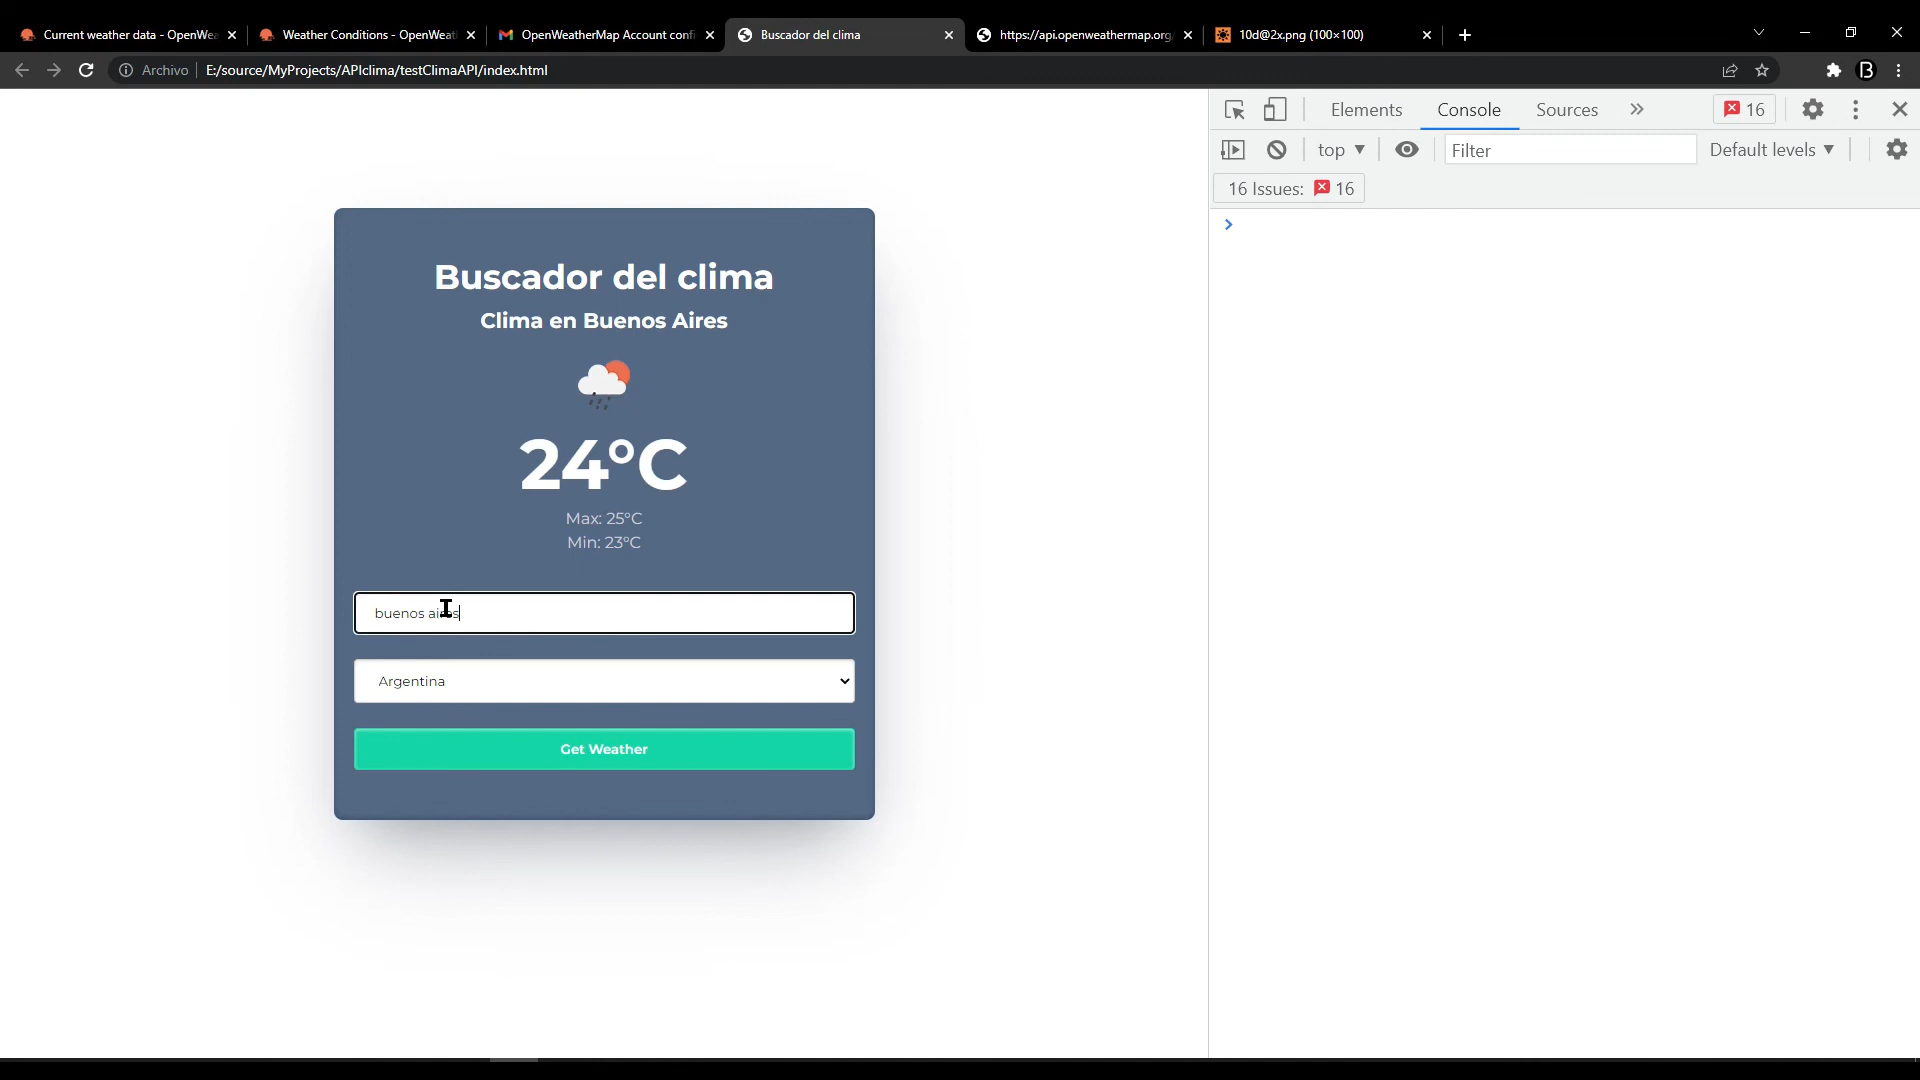 Current weather data - OpenWea
Weather Conditions - OpenWeat
OpenWeatherMap Account confi
Buscador del clima
https://api.openweathermap.org
10d@2x.png (100×100)
Archivo
E:/source/MyProjects/APIclima/testClimaAPI/index.html
Elements
Console
Sources
16
top
Filter
Default levels
16 Issues:
16
Buscador del clima
Clima en Buenos Aires
24°C
Max: 25°C
Min: 23°C
buenos aires
Argentina
Get Weather